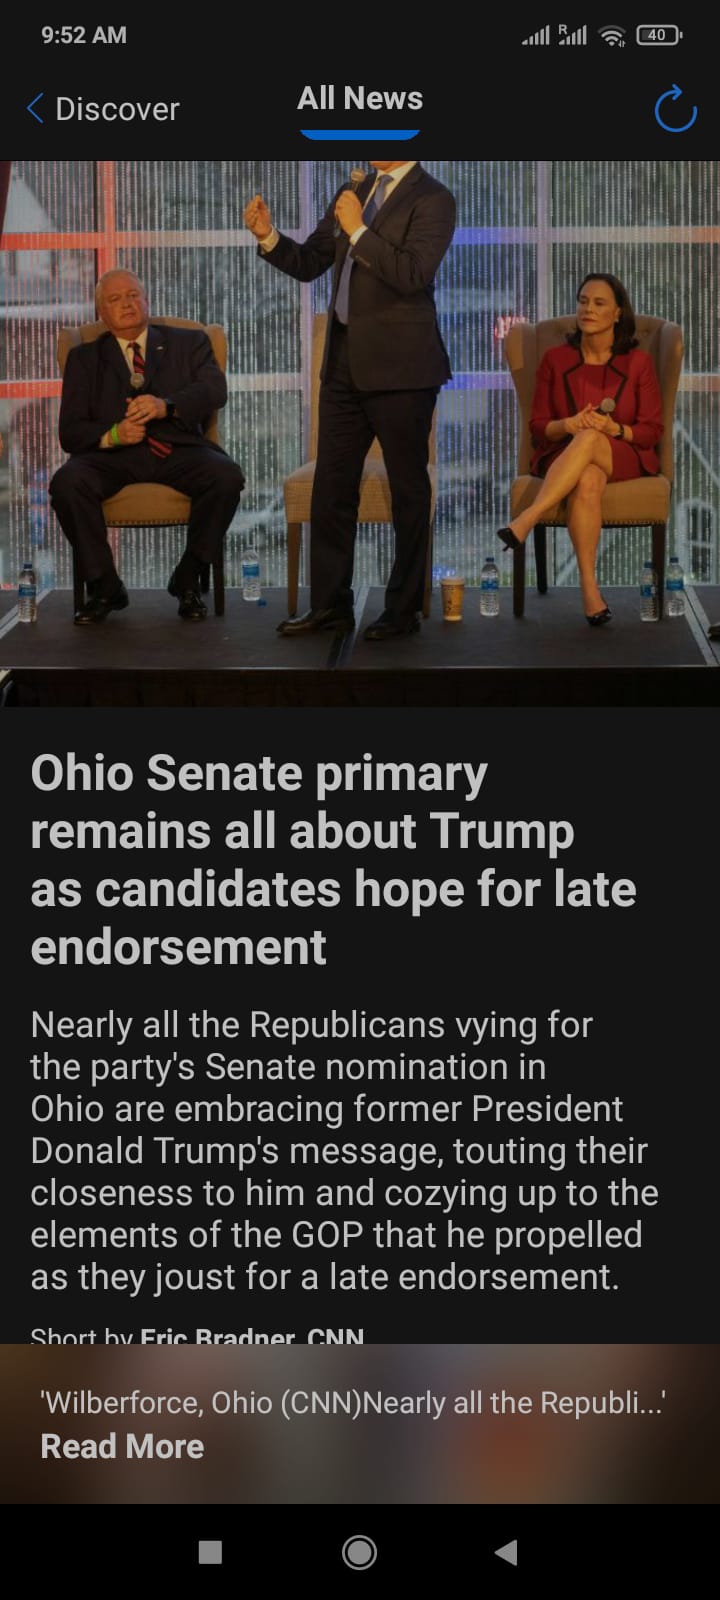 9:52 AM
R
40
Discover
All News
Ohio Senate primary
remains all about Trump
as candidates hope for late
endorsement
Nearly all the Republicans vying for
the party's Senate nomination in
Ohio are embracing former President
Donald Trump's message, touting their
closeness to him and cozying up to the
elements of the GOP that he propelled
as they joust for a late endorsement.
Short by Eric Bradner, CNN
'Wilberforce, Ohio (CNN)Nearly all the Republi...'
Read More